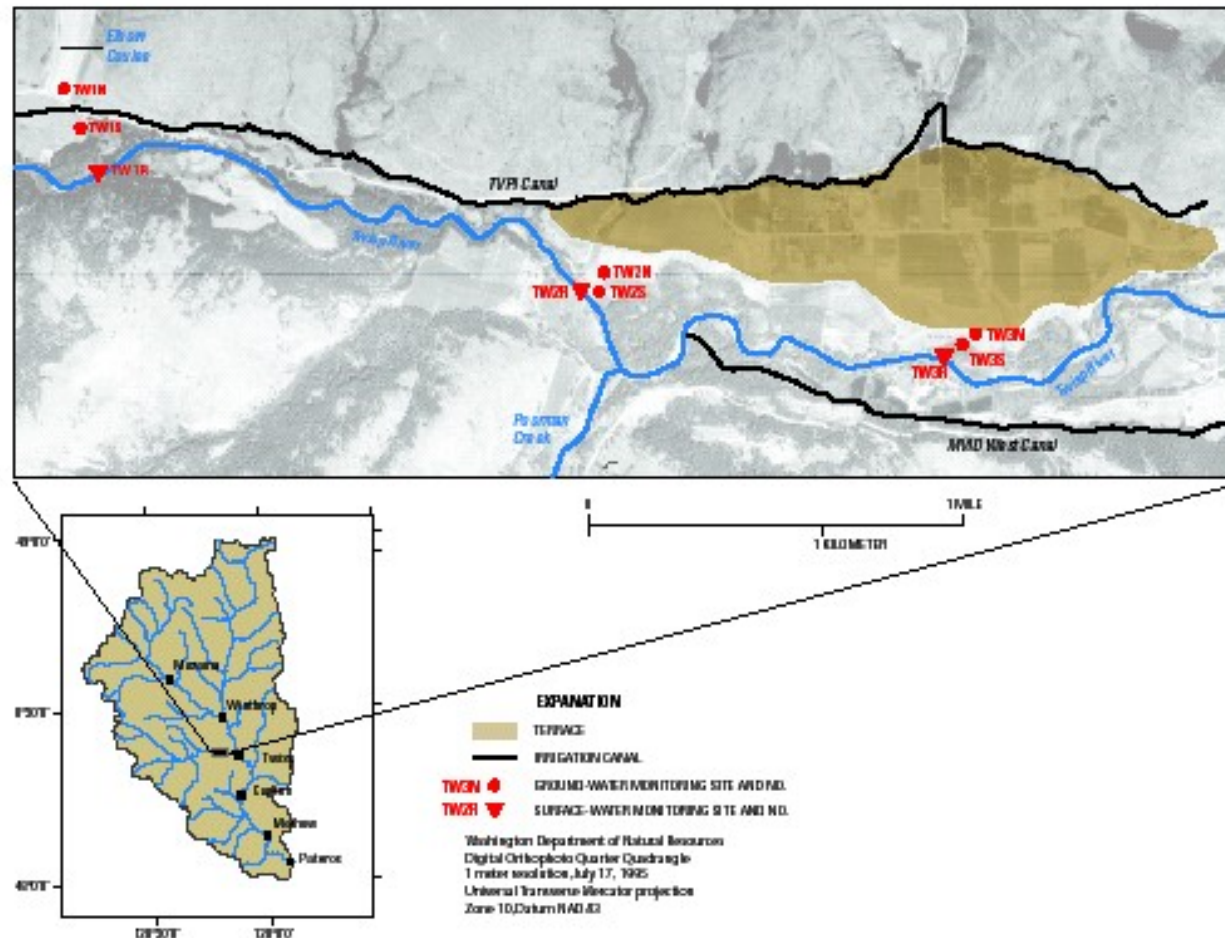 Elbow
Coulee
TW1N
TW1S
TW1R
TVPI Canal
Twisp River
TW2N
TW2R
TW2S
TW3N
TW3S
TW3R
Twisp River
Poorman
Creek
MVID West Canal
0
1 MILE
1 KILOMETER
Mazama
Winthrop
Twisp
Carlton
Methow
Pateros
EXPANATION
TERRACE
IRRIGATION CANAL
TW3N GROUND-WATER MONITORING SITE AND NO.
TW2R SURFACE-WATER MONITORING SITE AND NO.
Washington Department of Natural Resources
Digital Orthophoto Quarter Quadrangle
1 meter resolution, July 17, 1995
Universal Transverse Mercator projection
Zone 10, Datum NAD 83